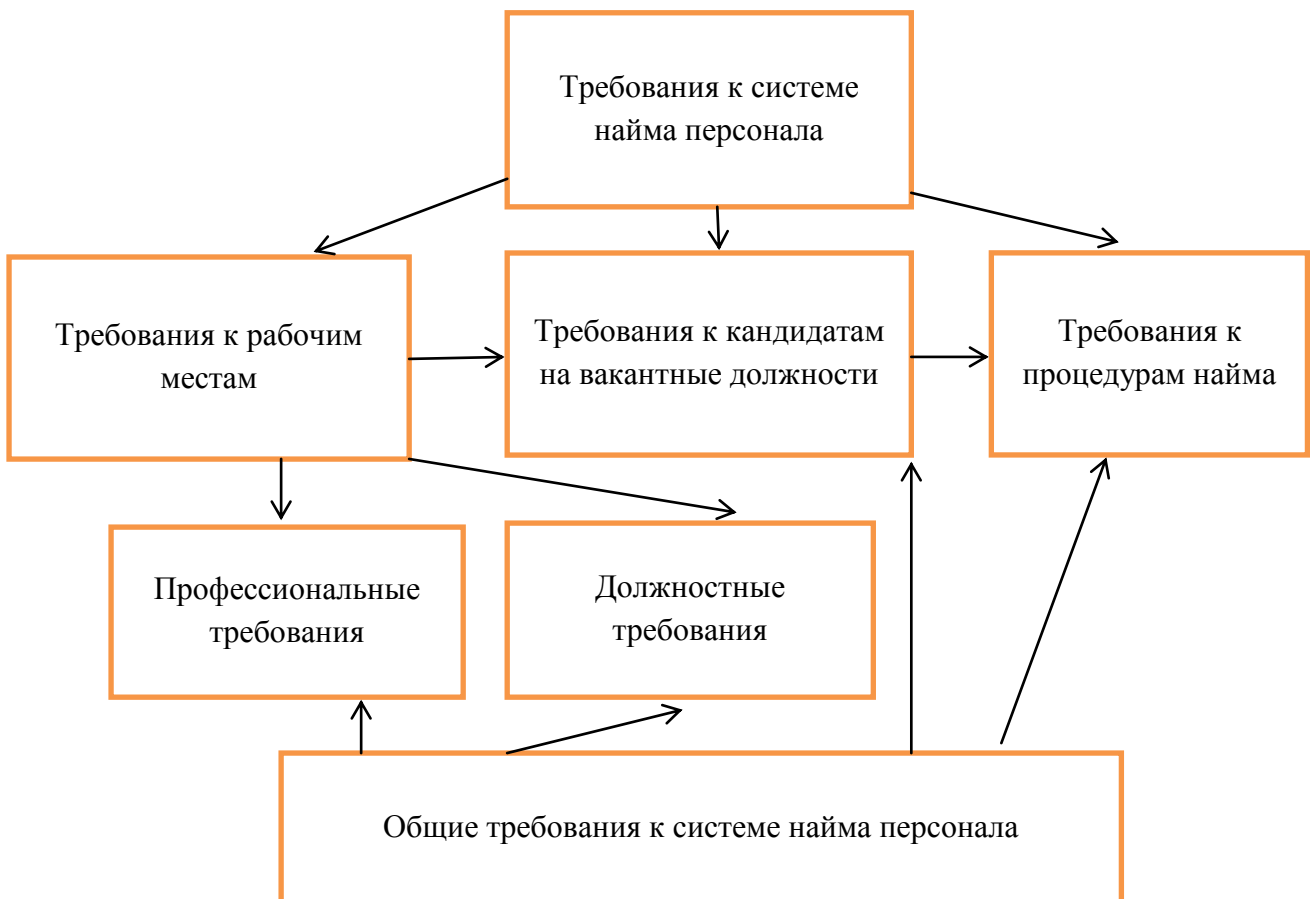 Требования к системе
найма персонала
Требования к рабочим
местам
Требования к кандидатам
на вакантные должности
Требования к
процедурам найма
Профессиональные
требования
Должностные
требования
Общие требования к системе найма персонала